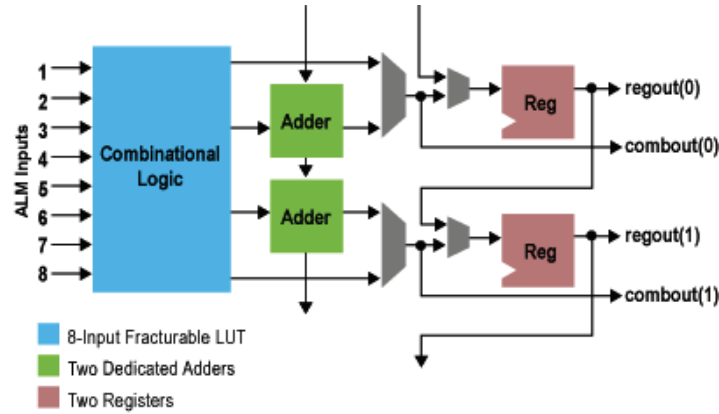 ALM Inputs
1
2
3
4
5
6
7
8
Combinational
Logic
Adder
Adder
Reg
regout(0)
combout(0)
Reg
regout(1)
combout(1)
8-Input Fracturable LUT
Two Dedicated Adders
Two Registers